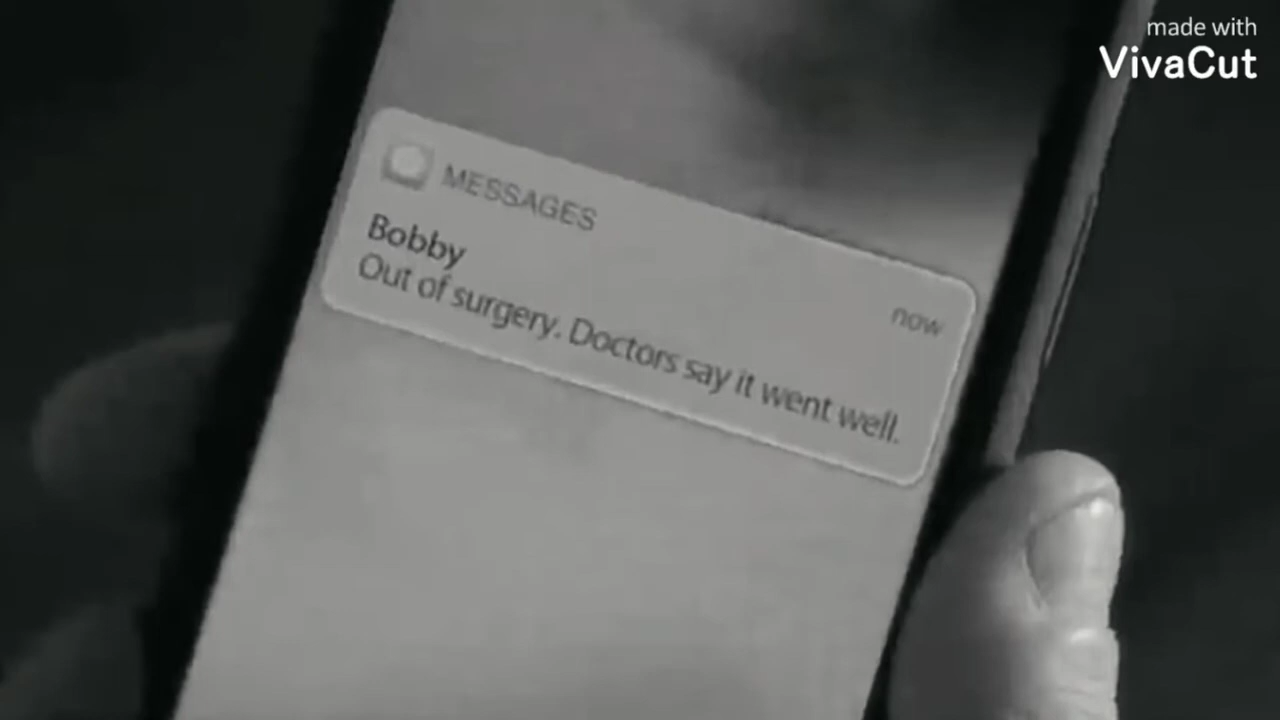 made with
VivaCut
MESSAGES
now
Bobby
Out of surgery. Doctors say it went well.